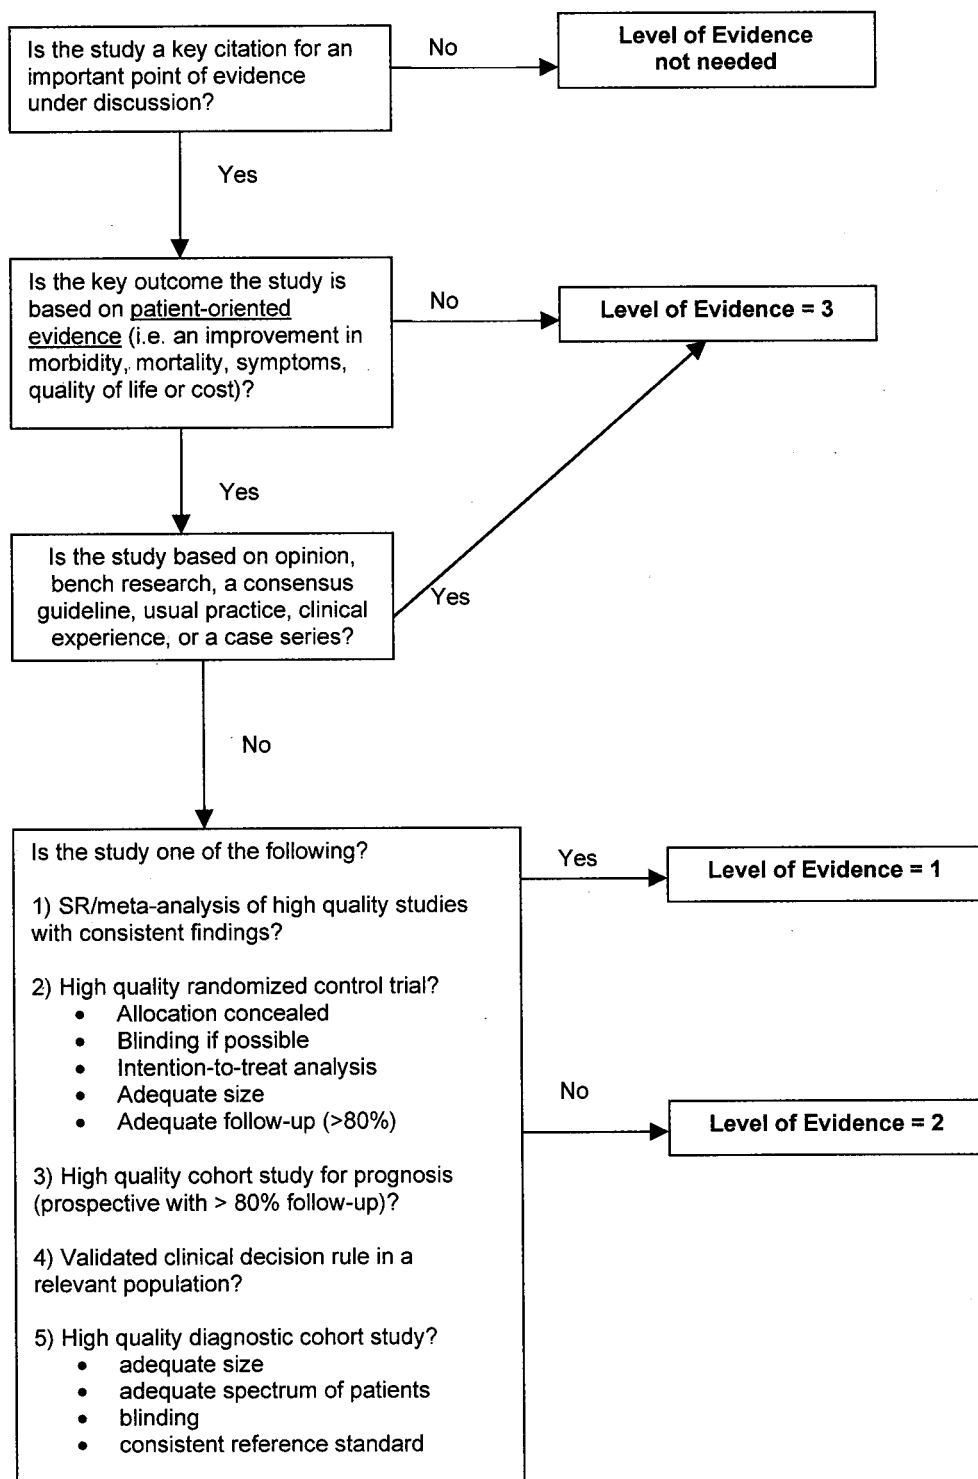 Is the study a key citation for an
important point of evidence
under discussion?
No
Level of Evidence
not needed
Yes
Is the key outcome the study is
based on patient-oriented
evidence (i.e. an improvement in
morbidity, mortality, symptoms,
quality of life or cost)?
No
Level of Evidence = 3
Yes
Is the study based on opinion,
bench research, a consensus
guideline, usual practice, clinical
experience, or a case series?
Yes
No
Is the study one of the following?
1) SR/meta-analysis of high quality studies
with consistent findings?
2) High quality randomized control trial?
• Allocation concealed
• Blinding if possible
• Intention-to-treat analysis
• Adequate size
• Adequate follow-up (>80%)
3) High quality cohort study for prognosis
(prospective with > 80% follow-up)?
4) Validated clinical decision rule in a
relevant population?
5) High quality diagnostic cohort study?
• adequate size
• adequate spectrum of patients
• blinding
• consistent reference standard
Yes
Level of Evidence = 1
No
Level of Evidence = 2